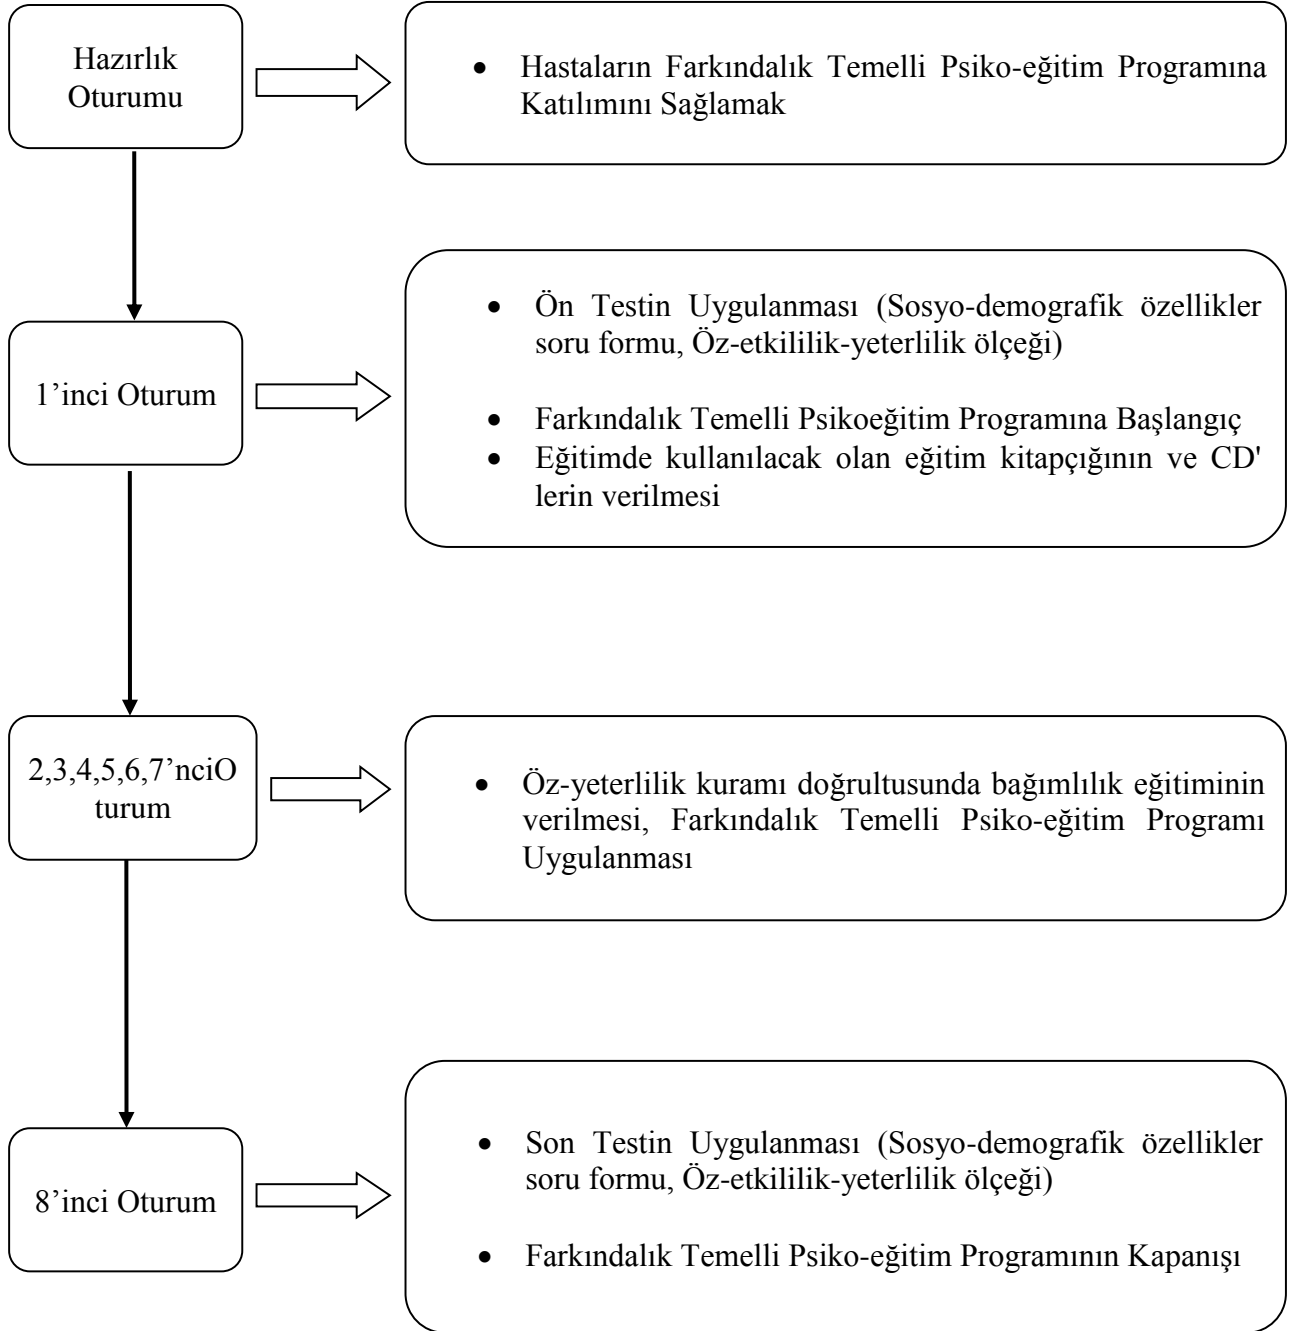 Hazırlık
Oturumu
• Hastaların Farkındalık Temelli Psiko-eğitim Programına
Katılımını Sağlamak
1’inci Oturum
• Ön Testin Uygulanması (Sosyo-demografik özellikler
soru formu, Öz-etkililik-yeterlilik ölçeği)
• Farkındalık Temelli Psikoeğitim Programına Başlangıç
• Eğitimde kullanılacak olan eğitim kitapçığının ve CD'
lerin verilmesi
2,3,4,5,6,7’nciO
turum
• Öz-yeterlilik kuramı doğrultusunda bağımlılık eğitiminin
verilmesi, Farkındalık Temelli Psiko-eğitim Programı
Uygulanması
8’inci Oturum
• Son Testin Uygulanması (Sosyo-demografik özellikler
soru formu, Öz-etkililik-yeterlilik ölçeği)
• Farkındalık Temelli Psiko-eğitim Programının Kapanışı